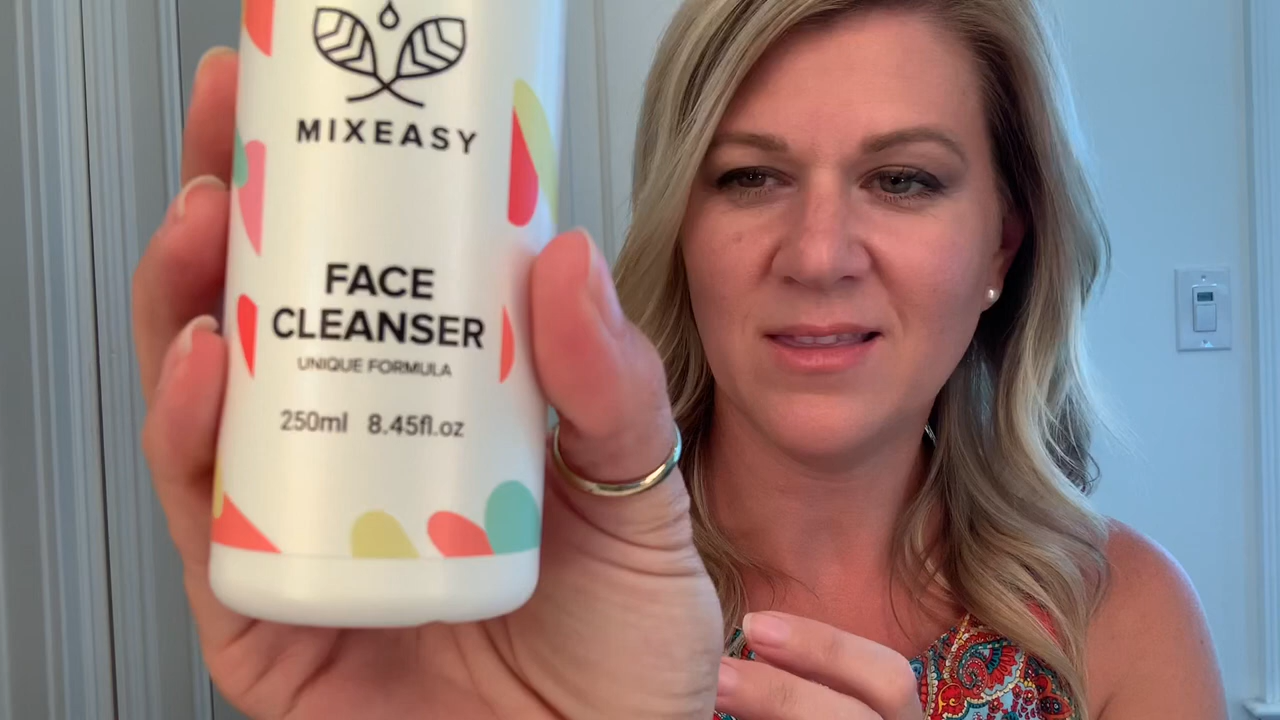 MIXEASY
FACE
CLEANSER
UNIQUE FORMULA
250ml 8.45fl.oz